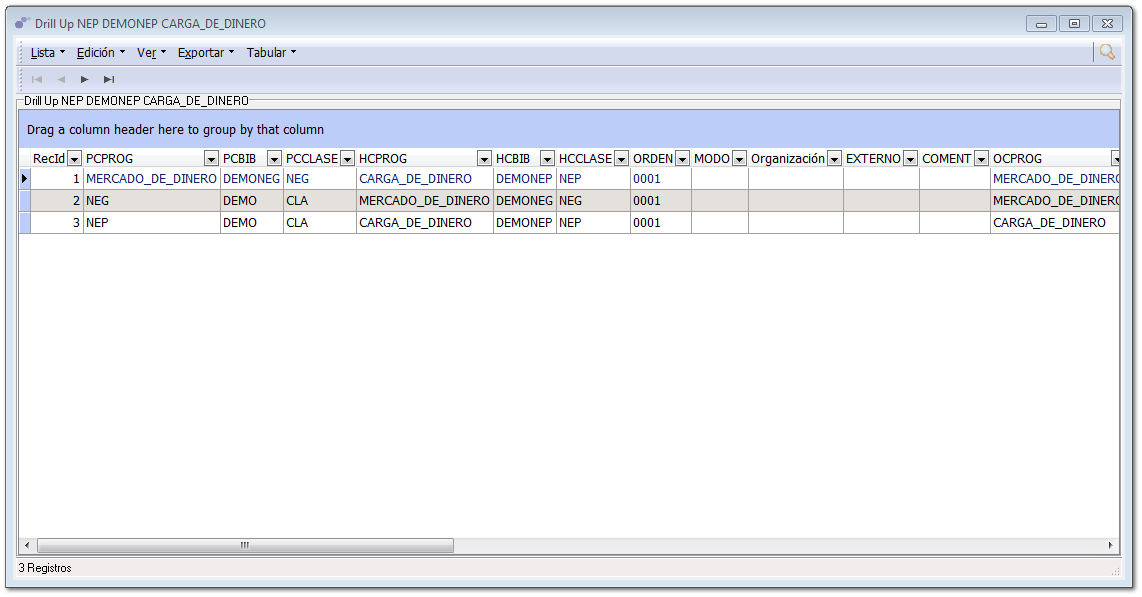 Drill Up NEP DEMONEP CARGA_DE_DINERO
Lista Edición Ver Exportar Tabular
Drill Up NEP DEMONEP CARGA_DE_DINERO
Drag a column header here to group by that column
RecId PCPROG PCBIB PCCLASE HCPROG HCBIB HCCLASE ORDEN MODO Organización EXTERNO COMENT OCPROG
1 MERCADO_DE_DINERO DEMONEG NEG CARGA_DE_DINERO DEMONEP NEP 0001 MERCADO_DE_DINERO
2 NEG DEMO CLA MERCADO_DE_DINERO DEMONEG NEG 0001 MERCADO_DE_DINERO
3 NEP DEMO CLA CARGA_DE_DINERO DEMONEP NEP 0001 CARGA_DE_DINERO
3 Registros